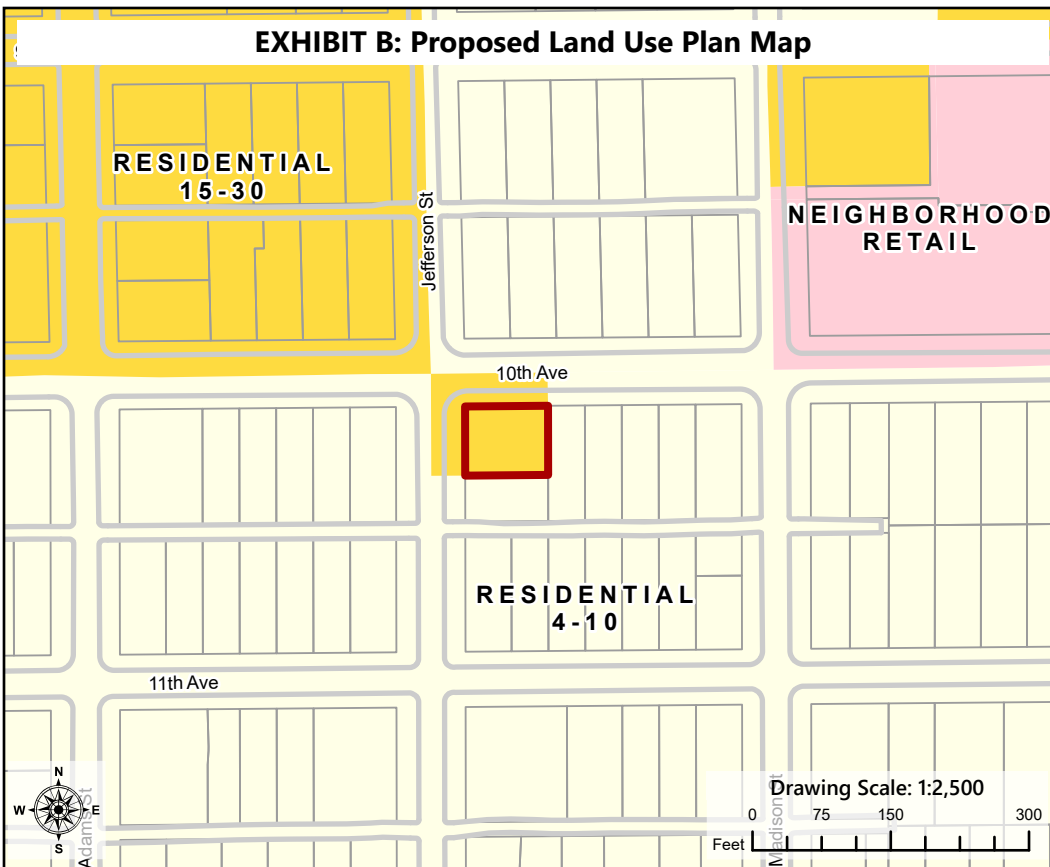 EXHIBIT B: Proposed Land Use Plan Map
RESIDENTIAL
15-30
Jefferson St
NEIGHBORHOOD
RETAIL
10th Ave
RESIDENTIAL
4-10
11th Ave
N
W
E
S
Adams St
Madison St
Drawing Scale: 1:2,500
0 75 150 300
Feet